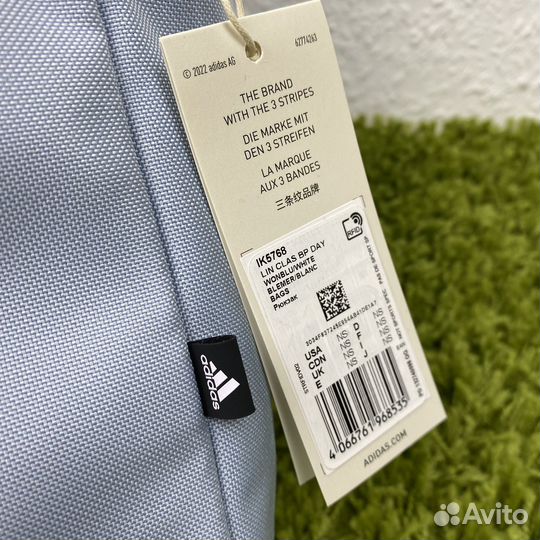 © 2022 adidas AG
62774263
THE BRAND
WITH THE 3 STRIPES
DIE MARKE MIT
DEN 3 STREIFEN
LA MARQUE
AUX 3 BANDES
三条纹品牌
RFID
IK5768
LIN CLAS BP DAY
WONBLU/WHITE
BLEMER/BLANC
BAGS
Рюкзак
USA NS D NS
CDN NS F NS
UK NS I NS
E NS J NS
4 066761 968535
ADIDAS.COM
adidas
Avito